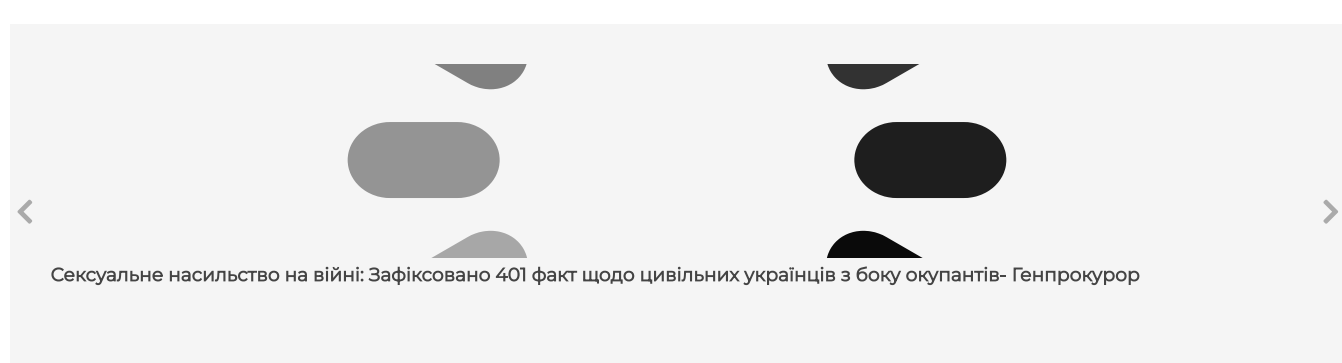 Сексуальне насильство на війні: Зафіксовано 401 факт щодо цивільних українців з боку окупантів- Генпрокурор